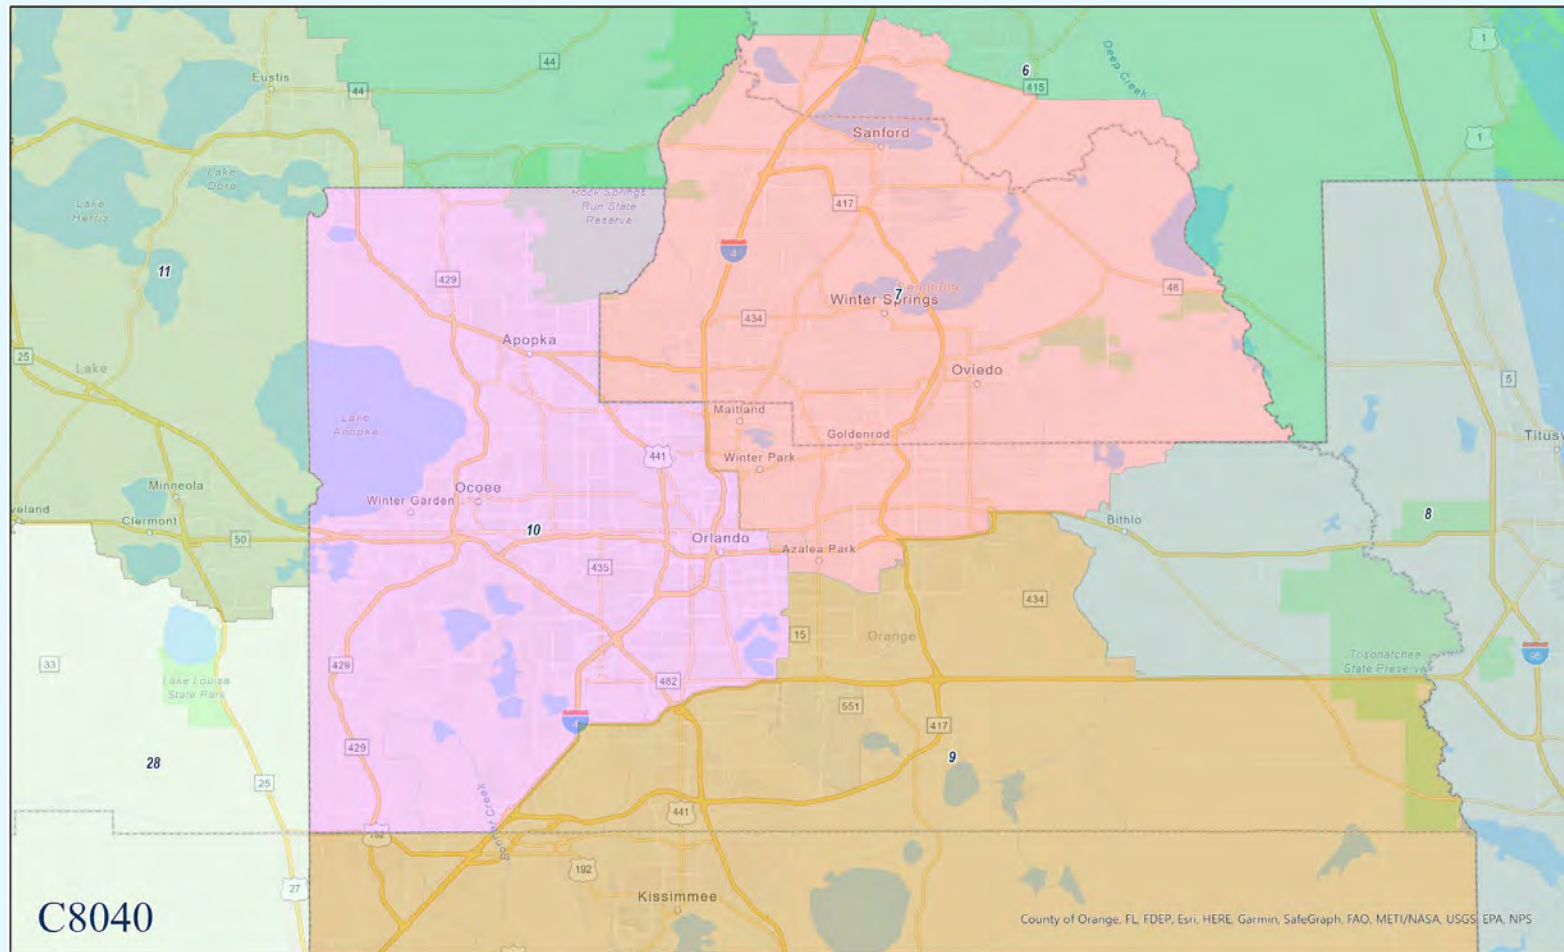 44
6
1
Deep Creek
Eustis
44
415
Sanford
1
Lake
Dora
Lake
Harris
Rock Springs
Run State
Reserve
417
4
11
429
46
7
Seminole
Winter Springs
434
Apopka
25
Lake
Oviedo
5
Lake
Apopka
Maitland
Goldenrod
Titusv
441
Winter Park
Minneola
Ocoee
Winter Garden
veland
Clermont
10
8
Bithlo
50
Orlando
Azalea Park
435
434
15
Orange
33
429
Tosohatchee
State Preserve
95
Lake Louisa
State Park
482
551
4
417
429
28
9
25
Bonnet Creek
441
192
192
27
Kissimmee
C8040
County of Orange, FL, FDEP, Esri, HERE, Garmin, SafeGraph, FAO, METI/NASA, USGS, EPA, NPS